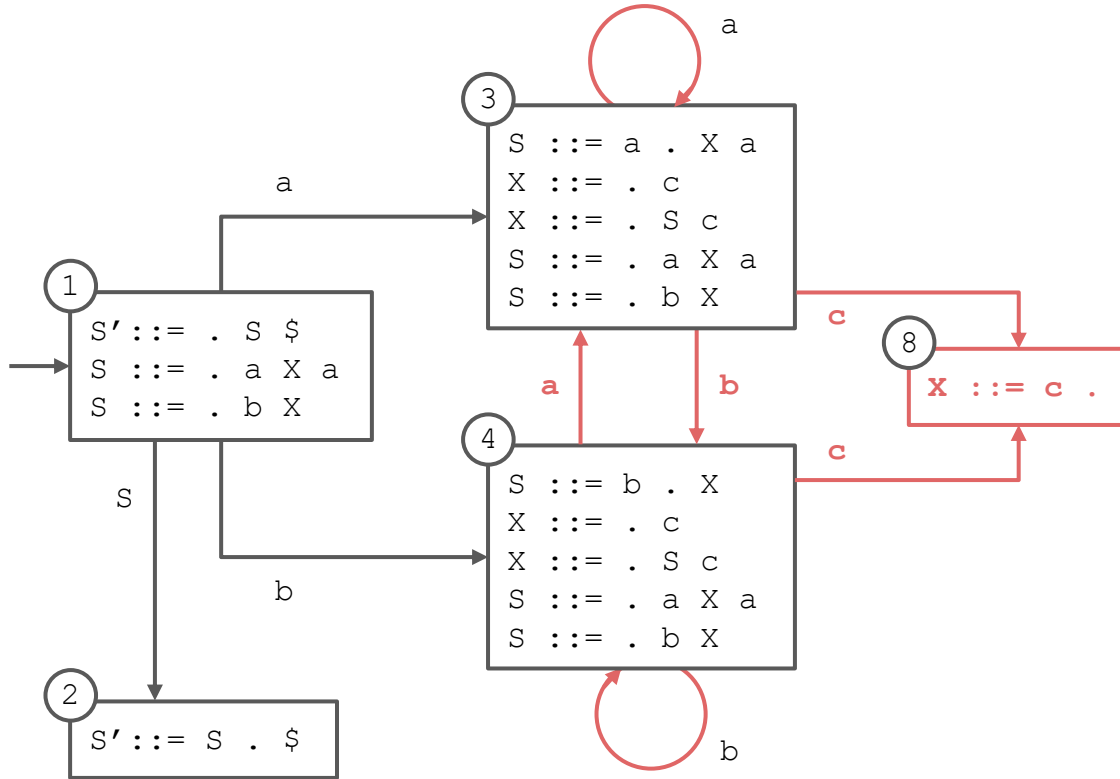 a
3
S ::= a . X a
X ::= . c
X ::= . S c
S ::= . a X a
S ::= . b X
a
1
S′::= . S $
S ::= . a X a
S ::= . b X
c
8
X ::= c .
a
b
4
S ::= b . X
X ::= . c
X ::= . S c
S ::= . a X a
S ::= . b X
c
S
b
2
S′::= S . $
b